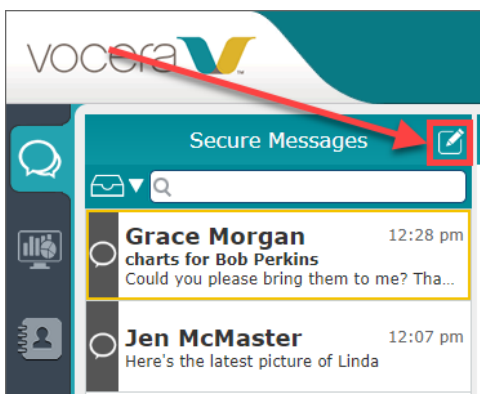 vocera
Secure Messages
Grace Morgan 12:28 pm
charts for Bob Perkins
Could you please bring them to me? Tha...
Jen McMaster 12:07 pm
Here's the latest picture of Linda